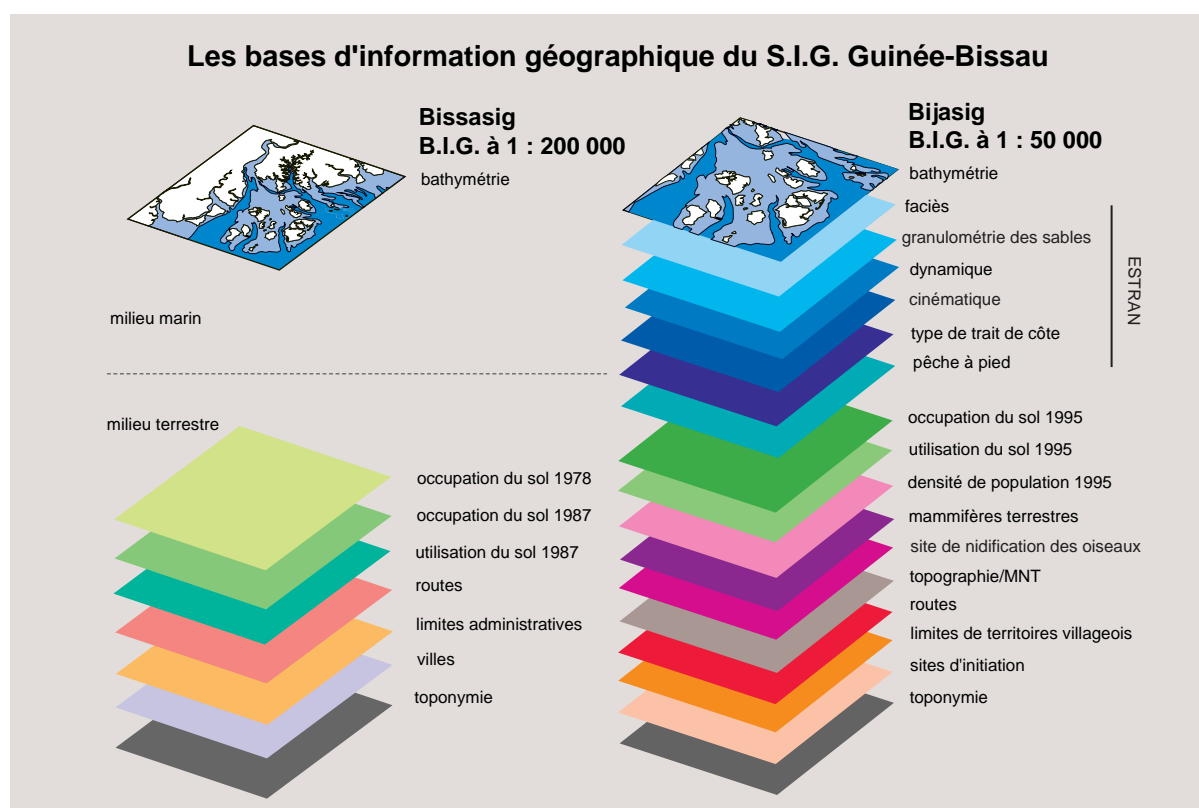 Les bases d'information géographique du S.I.G. Guinée-Bissau
Bissasig
B.I.G. à 1 : 200 000
bathymétrie
milieu marin
milieu terrestre
occupation du sol 1978
occupation du sol 1987
utilisation du sol 1987
routes
limites administratives
villes
toponymie
Bijasig
B.I.G. à 1 : 50 000
bathymétrie
faciès
granulométrie des sables
dynamique
cinématique
type de trait de côte
pêche à pied
ESTRAN
occupation du sol 1995
utilisation du sol 1995
densité de population 1995
mammifères terrestres
site de nidification des oiseaux
topographie/MNT
routes
limites de territoires villageois
sites d'initiation
toponymie